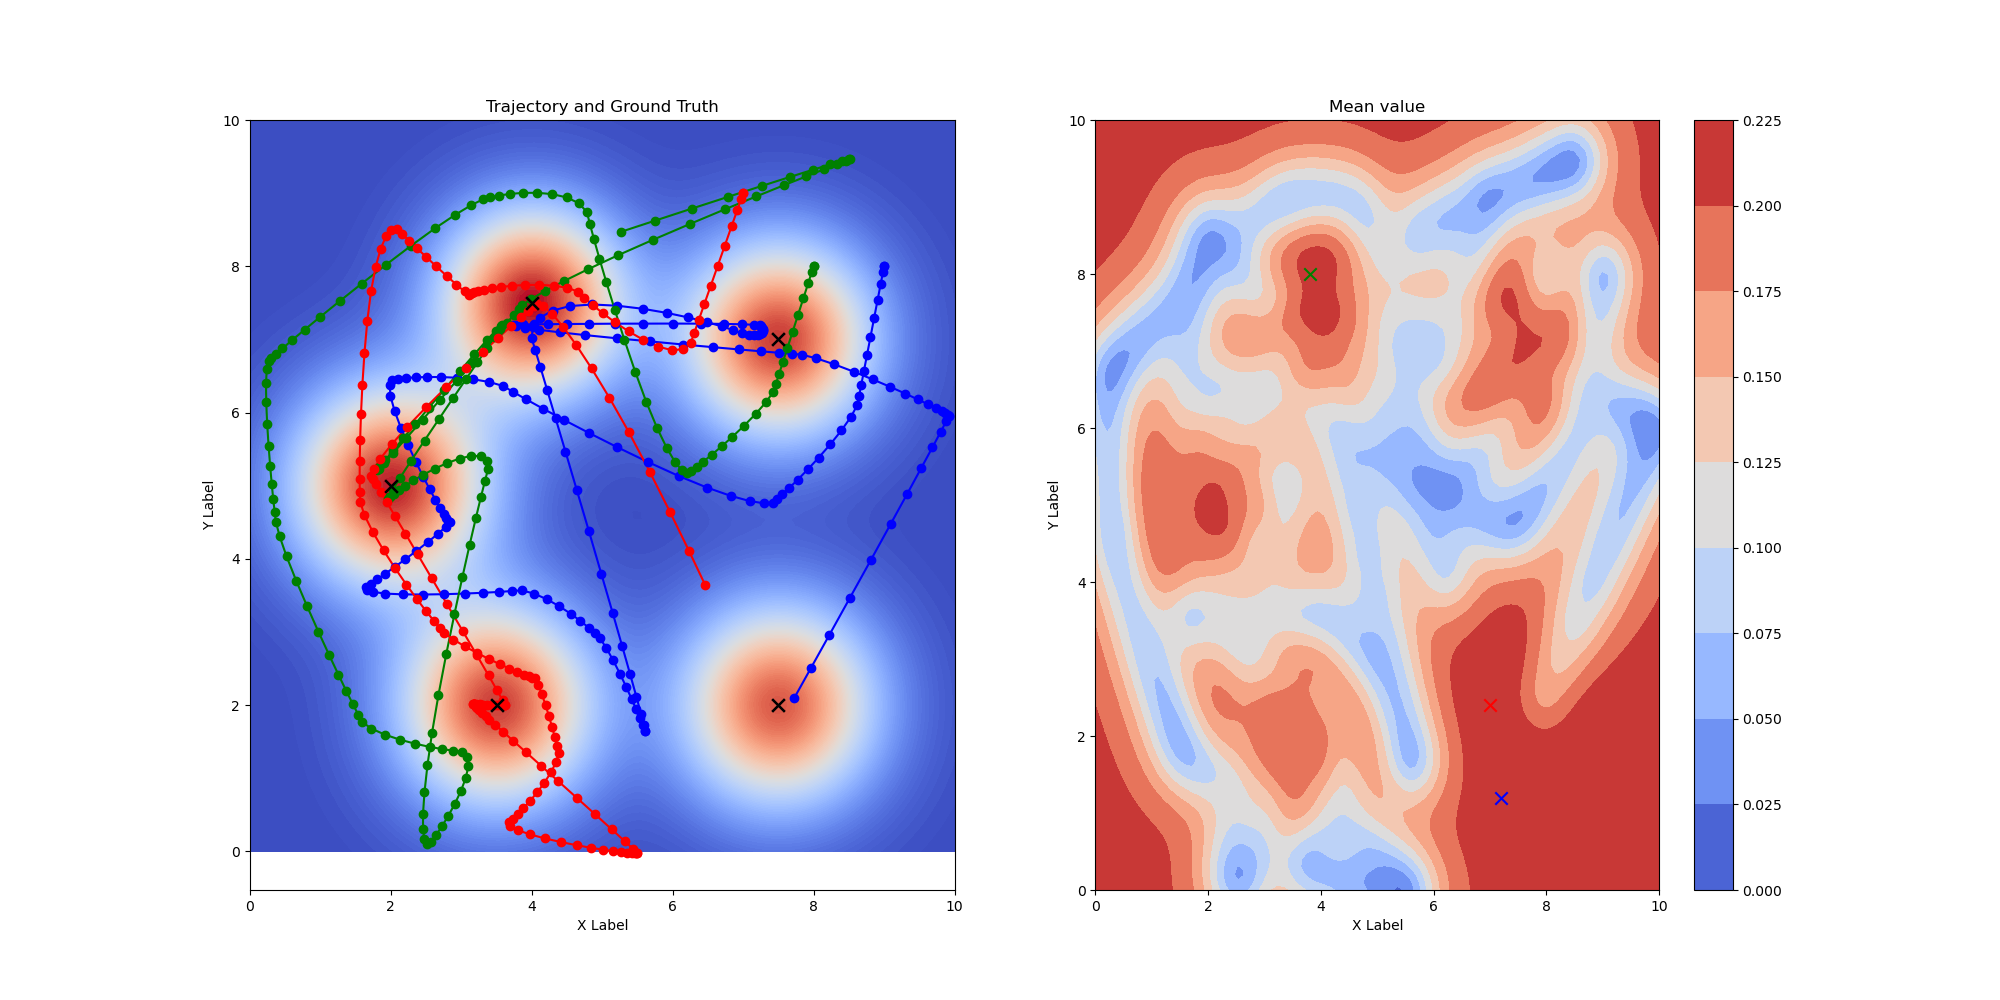 Trajectory and Ground Truth
10
8
6
4
2
0
Y Label
0 2 4 6 8 10
X Label
Mean value
10
8
6
4
2
0
Y Label
0 2 4 6 8 10
X Label
0.225
0.200
0.175
0.150
0.125
0.100
0.075
0.050
0.025
0.000